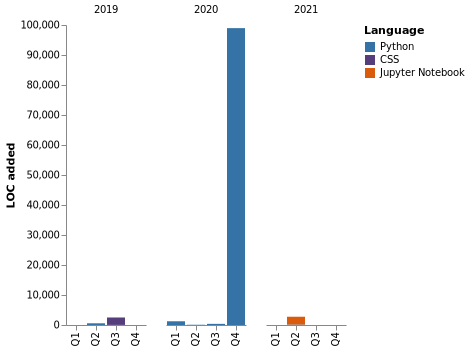 2019 2020 2021
Language
Python
CSS
Jupyter Notebook
LOC added
100,000
90,000
80,000
70,000
60,000
50,000
40,000
30,000
20,000
10,000
0
Q1 Q2 Q3 Q4 Q1 Q2 Q3 Q4 Q1 Q2 Q3 Q4